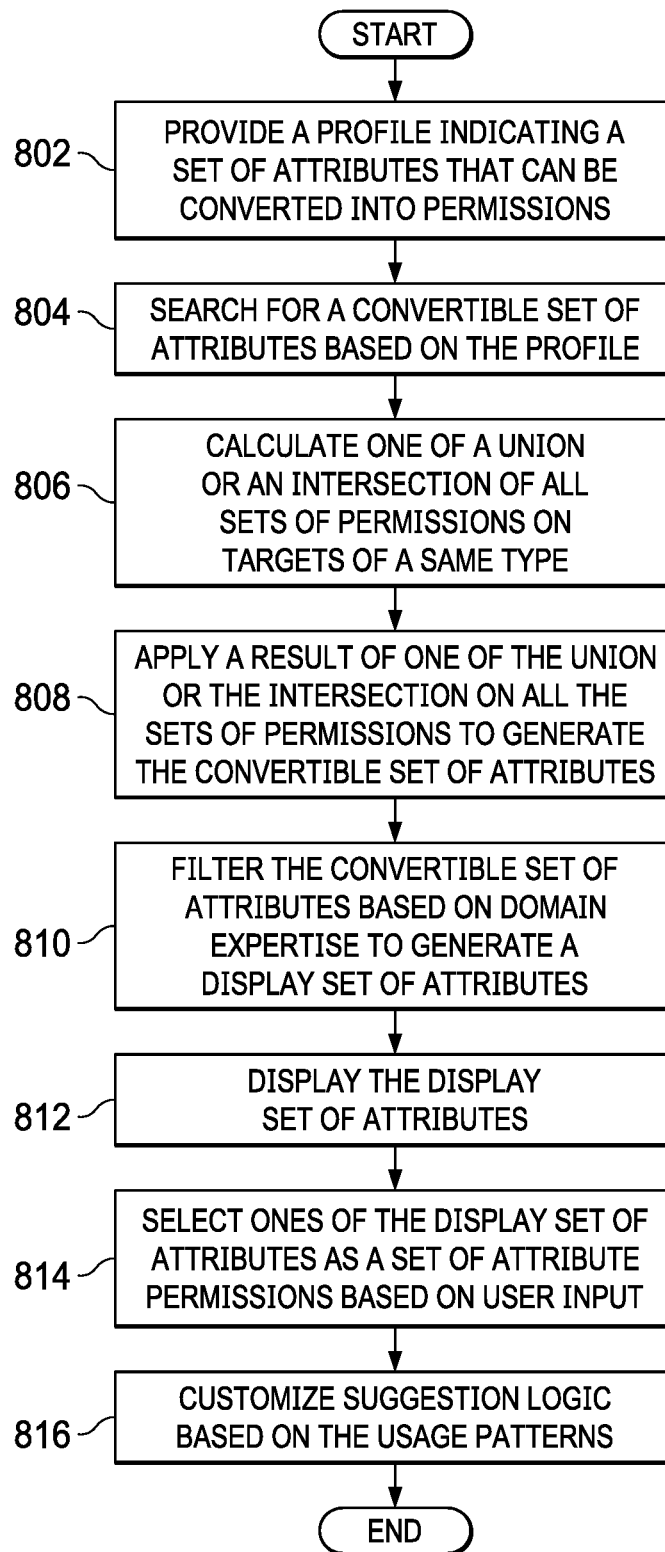 START
802
PROVIDE A PROFILE INDICATING A
SET OF ATTRIBUTES THAT CAN BE
CONVERTED INTO PERMISSIONS
804
SEARCH FOR A CONVERTIBLE SET OF
ATTRIBUTES BASED ON THE PROFILE
806
CALCULATE ONE OF A UNION
OR AN INTERSECTION OF ALL
SETS OF PERMISSIONS ON
TARGETS OF A SAME TYPE
808
APPLY A RESULT OF ONE OF THE UNION
OR THE INTERSECTION ON ALL THE
SETS OF PERMISSIONS TO GENERATE
THE CONVERTIBLE SET OF ATTRIBUTES
810
FILTER THE CONVERTIBLE SET OF
ATTRIBUTES BASED ON DOMAIN
EXPERTISE TO GENERATE A
DISPLAY SET OF ATTRIBUTES
812
DISPLAY THE DISPLAY
SET OF ATTRIBUTES
814
SELECT ONES OF THE DISPLAY SET OF
ATTRIBUTES AS A SET OF ATTRIBUTE
PERMISSIONS BASED ON USER INPUT
816
CUSTOMIZE SUGGESTION LOGIC
BASED ON THE USAGE PATTERNS
END